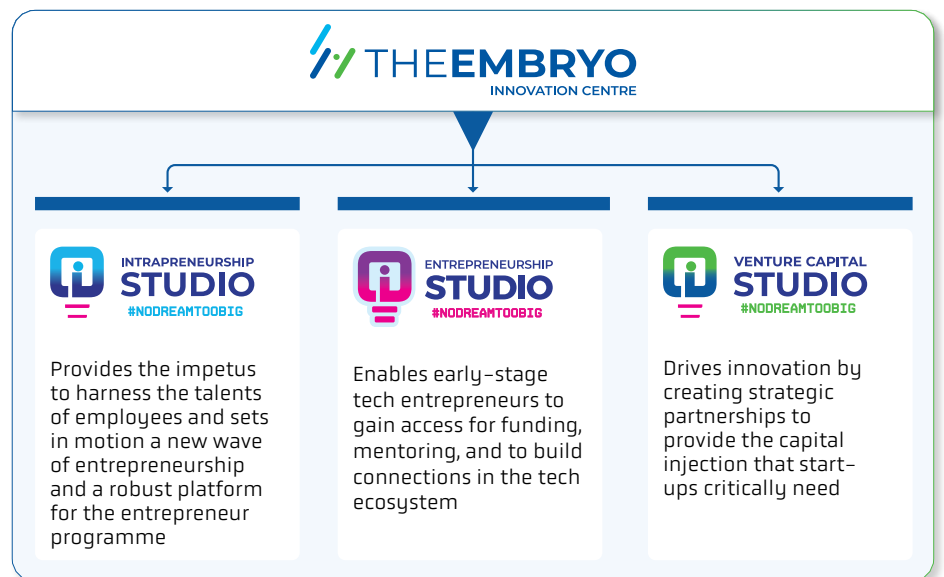 THEEMBRYO
INNOVATION CENTRE
INTRAPRENEURSHIP
STUDIO
#NODREAMTOOBIG
Provides the impetus
to harness the talents
of employees and sets
in motion a new wave
of entrepreneurship
and a robust platform
for the entrepreneur
programme
ENTREPRENEURSHIP
STUDIO
#NODREAMTOOBIG
Enables early-stage
tech entrepreneurs to
gain access for funding,
mentoring, and to build
connections in the tech
ecosystem
VENTURE CAPITAL
STUDIO
#NODREAMTOOBIG
Drives innovation by
creating strategic
partnerships to
provide the capital
injection that start-
ups critically need